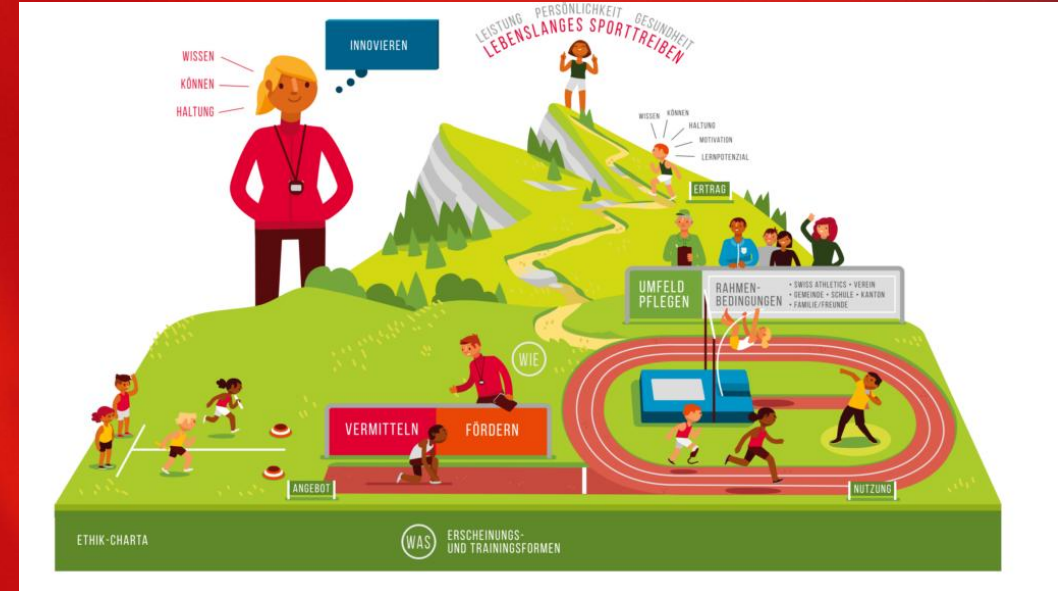 LEISTUNG PERSÖNLICHKEIT GESUNDHEIT
LEBENSLANGES SPORTTREIBEN
INNOVIEREN
WISSEN
KÖNNEN
HALTUNG
WISSEN
KÖNNEN
HALTUNG
MOTIVATION
LERNPOTENZIAL
ERTRAG
UMFELD
PFLEGEN
RAHMEN-
BEDINGUNGEN
• SWISS ATHLETICS • VEREIN
• GEMEINDE • SCHULE • KANTON
• FAMILIE/FREUNDE
WIE
VERMITTELN
FÖRDERN
ANGEBOT
NUTZUNG
ETHIK-CHARTA
WAS
ERSCHEINUNGS-
UND TRAININGSFORMEN